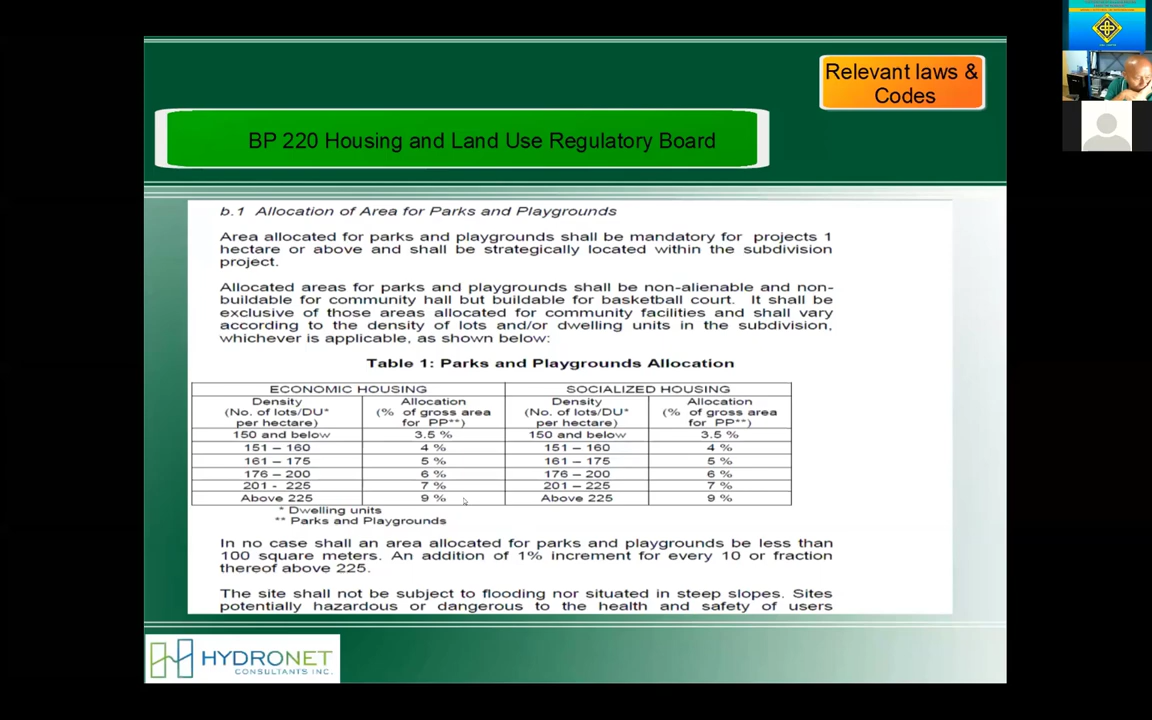 Relevant laws &
Codes
BP 220 Housing and Land Use Regulatory Board
b.1 Allocation of Area for Parks and Playgrounds
Area allocated for parks and playgrounds shall be mandatory for projects 1
hectare or above and shall be strategically located within the subdivision
project.
Allocated areas for parks and playgrounds shall be non-alienable and non-
buildable for community hall but buildable for basketball court. It shall be
exclusive of those areas allocated for community facilities and shall vary
according to the density of lots and/or dwelling units in the subdivision,
whichever is applicable, as shown below:
Table 1: Parks and Playgrounds Allocation
ECONOMIC HOUSING SOCIALIZED HOUSING
Density Allocation Density Allocation
(No. of lots/DU* (% of gross area (No. of lots/DU* (% of gross area
per hectare) for PP**) per hectare) for PP**)
150 and below 3.5 % 150 and below 3.5 %
151 – 160 4 % 151 – 160 4 %
161 – 175 5 % 161 – 175 5 %
176 – 200 6 % 176 – 200 6 %
201 - 225 7 % 201 – 225 7 %
Above 225 9 % Above 225 9 %
* Dwelling units
** Parks and Playgrounds
In no case shall an area allocated for parks and playgrounds be less than
100 square meters. An addition of 1% increment for every 10 or fraction
thereof above 225.
The site shall not be subject to flooding nor situated in steep slopes. Sites
potentially hazardous or dangerous to the health and safety of users
HYDRONET
CONSULTANTS INC.